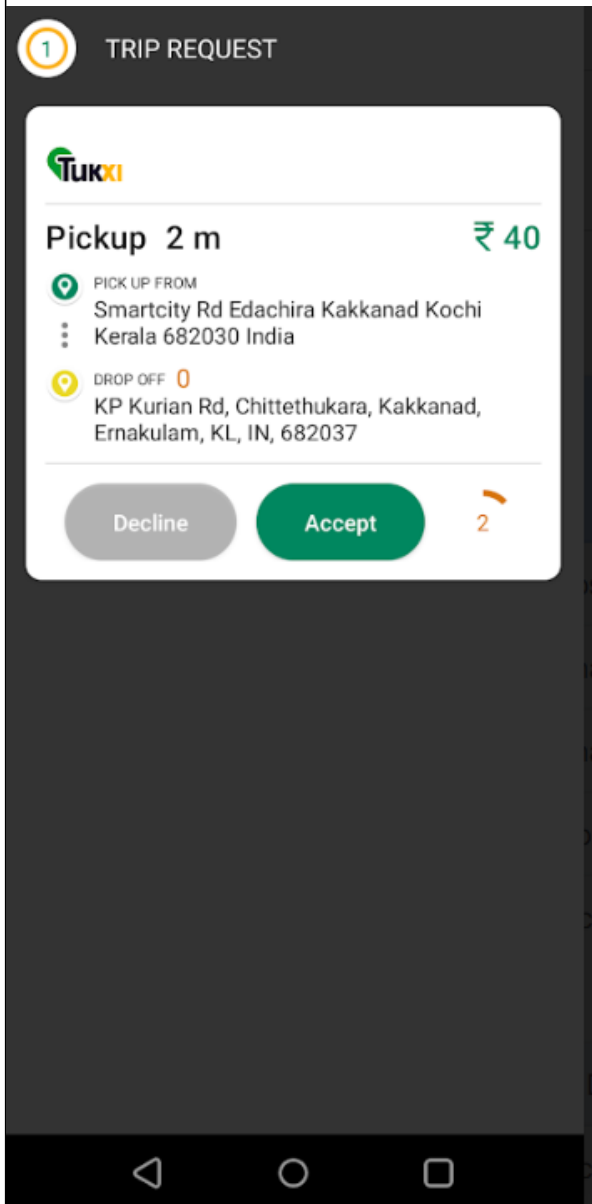 1 TRIP REQUEST
TUKXI
Pickup 2 m ₹ 40
PICK UP FROM
Smartcity Rd Edachira Kakkanad Kochi
Kerala 682030 India
DROP OFF 0
KP Kurian Rd, Chittethukara, Kakkanad,
Ernakulam, KL, IN, 682037
Decline Accept 2